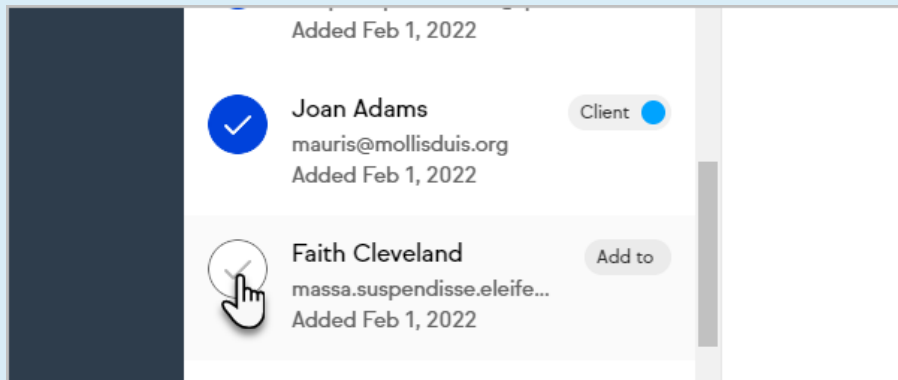 Added Feb 1, 2022
Joan Adams
Client
mauris@mollisduis.org
Added Feb 1, 2022
Faith Cleveland
Add to
massa.suspendisse.eleife...
Added Feb 1, 2022